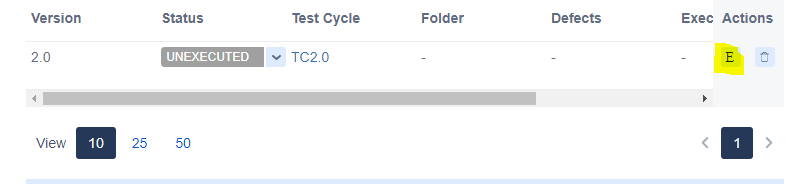 Version Status Test Cycle Folder Defects Exec Actions
2.0 UNEXECUTED TC2.0 - - - E
View 10 25 50 1